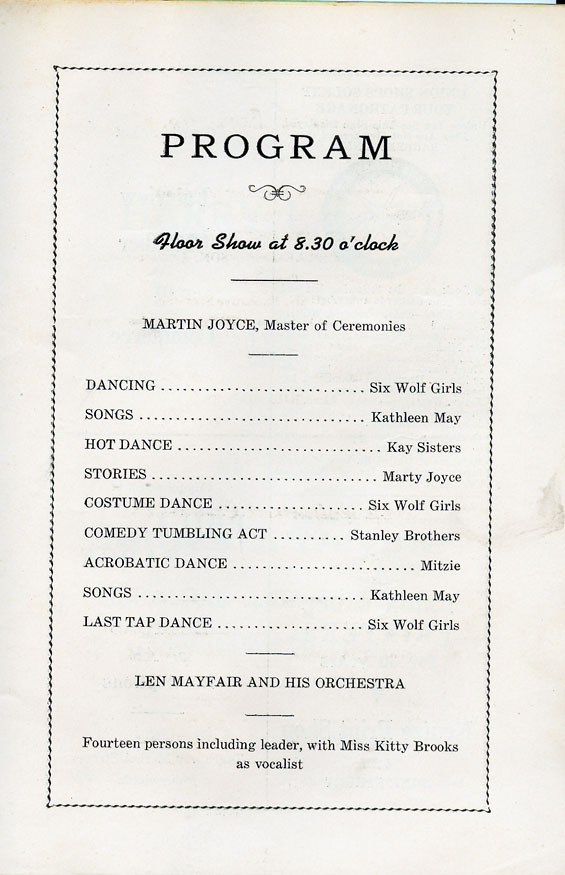 PROGRAM
Floor Show at 8.30 o'clock
MARTIN JOYCE, Master of Ceremonies
DANCING ........................... Six Wolf Girls
SONGS .............................. Kathleen May
HOT DANCE ........................... Kay Sisters
STORIES .............................. Marty Joyce
COSTUME DANCE ................... Six Wolf Girls
COMEDY TUMBLING ACT .......... Stanley Brothers
ACROBATIC DANCE ........................ Mitzie
SONGS .............................. Kathleen May
LAST TAP DANCE .................... Six Wolf Girls
LEN MAYFAIR AND HIS ORCHESTRA
Fourteen persons including leader, with Miss Kitty Brooks
as vocalist